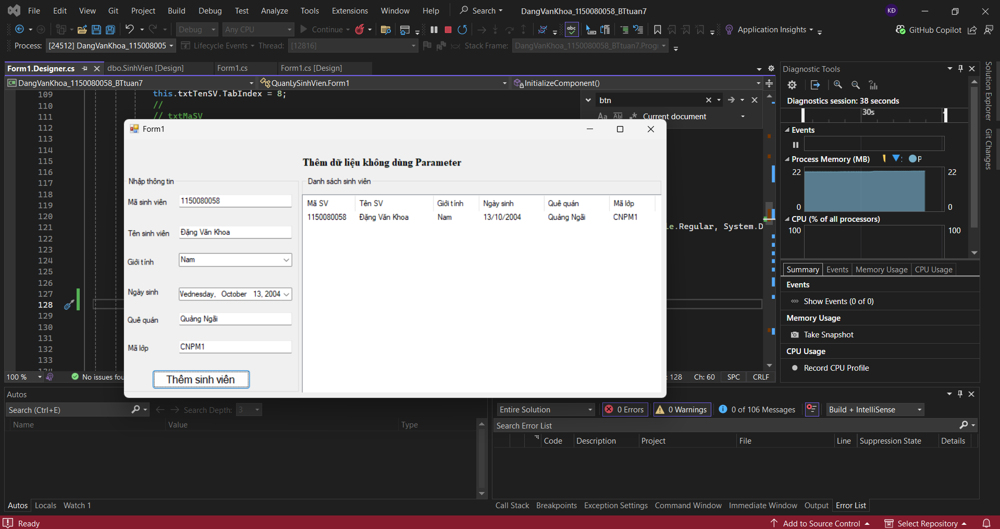 File Edit View Git Project Build Debug Test Analyze Tools Extensions Window Help Search DangVanKhoa_1150080058_BTtuan7 KĐ
Debug Any CPU Continue Application Insights GitHub Copilot
Process: [24512] DangVanKhoa_115008005 Lifecycle Events Thread: [12816] Stack Frame: DangVanKhoa_1150080058_BTtuan7.Progr
Form1.Designer.cs dbo.SinhVien [Design] Form1.cs Form1.cs [Design]
DangVanKhoa_1150080058_BTtuan7 QuanLySinhVien.Form1 InitializeComponent()
109 this.txtTenSV.TabIndex = 8;
110 //
111 // txtMaSV
112
113
114
115
116
117
118
119
120
121
122
123
124
125
126
127
128
129
130
131
132
133
le.Regular, System.D
btn
Aa Ab Current document
Form1
Thêm dữ liệu không dùng Parameter
Nhập thông tin
Mã sinh viên 1150080058
Tên sinh viên Đặng Văn Khoa
Giới tính Nam
Ngày sinh Wednesday, October 13, 2004
Quê quán Quảng Ngãi
Mã lớp CNPM1
Thêm sinh viên
Danh sách sinh viên
Mã SV Tên SV Giới tính Ngày sinh Quê quán Mã lớp
1150080058 Đặng Văn Khoa Nam 13/10/2004 Quảng Ngãi CNPM1
100 % No issues fou : 128 Ch: 60 SPC CRLF
Diagnostic Tools
Diagnostics session: 38 seconds
30s
Events
Process Memory (MB) P
22 22
0 0
CPU (% of all processors)
100 100
Summary Events Memory Usage CPU Usage
Events
Show Events (0 of 0)
Memory Usage
Take Snapshot
CPU Usage
Record CPU Profile
Solution Explorer
Git Changes
Autos
Search (Ctrl+E) Search Depth: 3
Name Value Type
Autos Locals Watch 1
Entire Solution 0 Errors 0 Warnings 0 of 106 Messages Build + IntelliSense
Search Error List
Code Description Project File Line Suppression State Details
Call Stack Breakpoints Exception Settings Command Window Immediate Window Output Error List
Ready Add to Source Control Select Repository